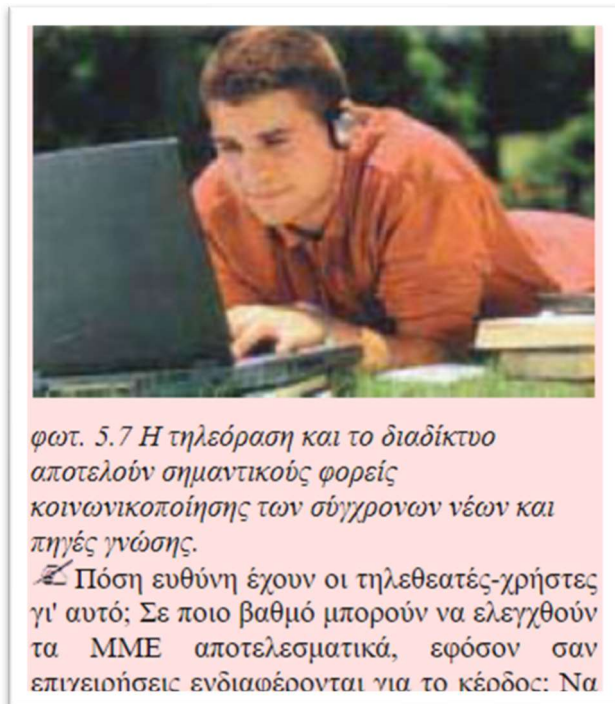 φωτ. 5.7 Η τηλεόραση και το διαδίκτυο
αποτελούν σημαντικούς φορείς
κοινωνικοποίησης των σύγχρονων νέων και
πηγές γνώσης.
Πόση ευθύνη έχουν οι τηλεθεατές-χρήστες
γι' αυτό; Σε ποιο βαθμό μπορούν να ελεγχθούν
τα ΜΜΕ αποτελεσματικά, εφόσον σαν
επιχειρήσεις ενδιαφέρονται για το κέρδος; Να